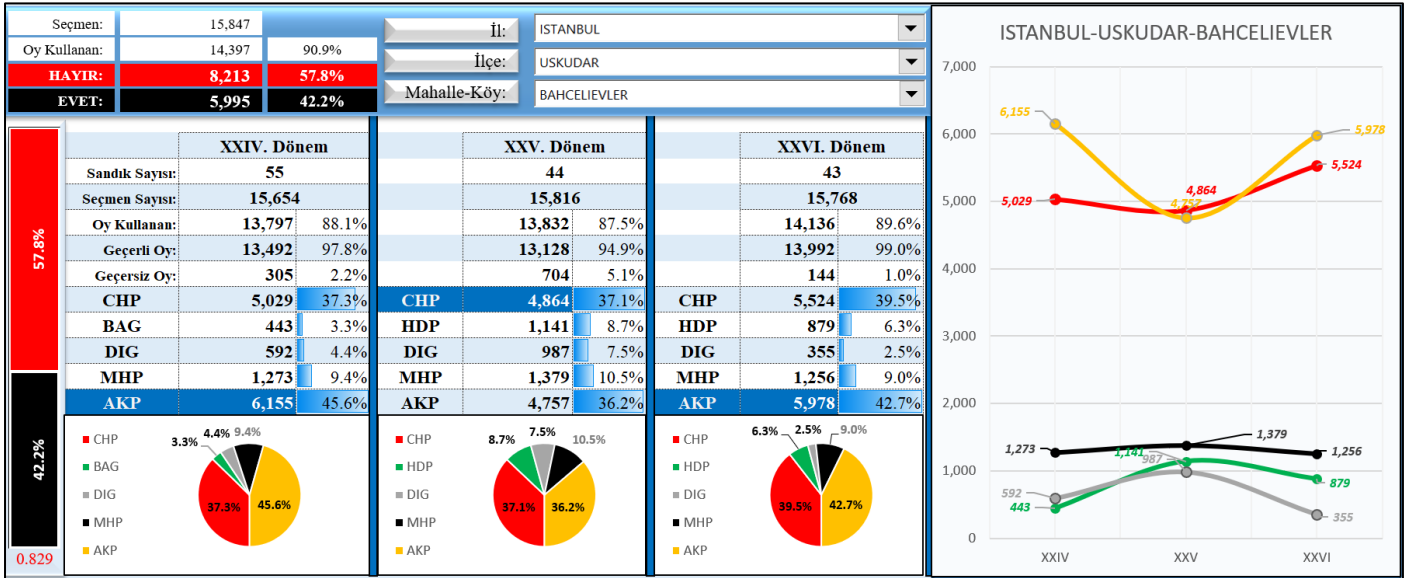 Seçmen: 15,847
Oy Kullanan: 14,397 90.9%
HAYIR: 8,213 57.8%
EVET: 5,995 42.2%
İl: ISTANBUL
İlçe: USKUDAR
Mahalle-Köy: BAHCELIEVLER
57.8%
42.2%
0.829
XXIV. Dönem XXV. Dönem XXVI. Dönem
Sandık Sayısı: 55 44 43
Seçmen Sayısı: 15,654 15,816 15,768
Oy Kullanan: 13,797 88.1% 13,832 87.5% 14,136 89.6%
Geçerli Oy: 13,492 97.8% 13,128 94.9% 13,992 99.0%
Geçersiz Oy: 305 2.2% 704 5.1% 144 1.0%
CHP 5,029 37.3% CHP 4,864 37.1% CHP 5,524 39.5%
BAG 443 3.3% HDP 1,141 8.7% HDP 879 6.3%
DIG 592 4.4% DIG 987 7.5% DIG 355 2.5%
MHP 1,273 9.4% MHP 1,379 10.5% MHP 1,256 9.0%
AKP 6,155 45.6% AKP 4,757 36.2% AKP 5,978 42.7%
CHP
BAG
DIG
MHP
AKP
3.3% 4.4% 9.4%
37.3% 45.6%
CHP
HDP
DIG
MHP
AKP
8.7% 7.5% 10.5%
37.1% 36.2%
CHP
HDP
DIG
MHP
AKP
6.3% 2.5% 9.0%
39.5% 42.7%
ISTANBUL-USKUDAR-BAHCELIEVLER
7,000
6,000
5,000
4,000
3,000
2,000
1,000
0
6,155
4,757
5,978
5,029
4,864
5,524
1,273
1,379
1,256
443
1,141
879
592
987
355
XXIV XXV XXVI